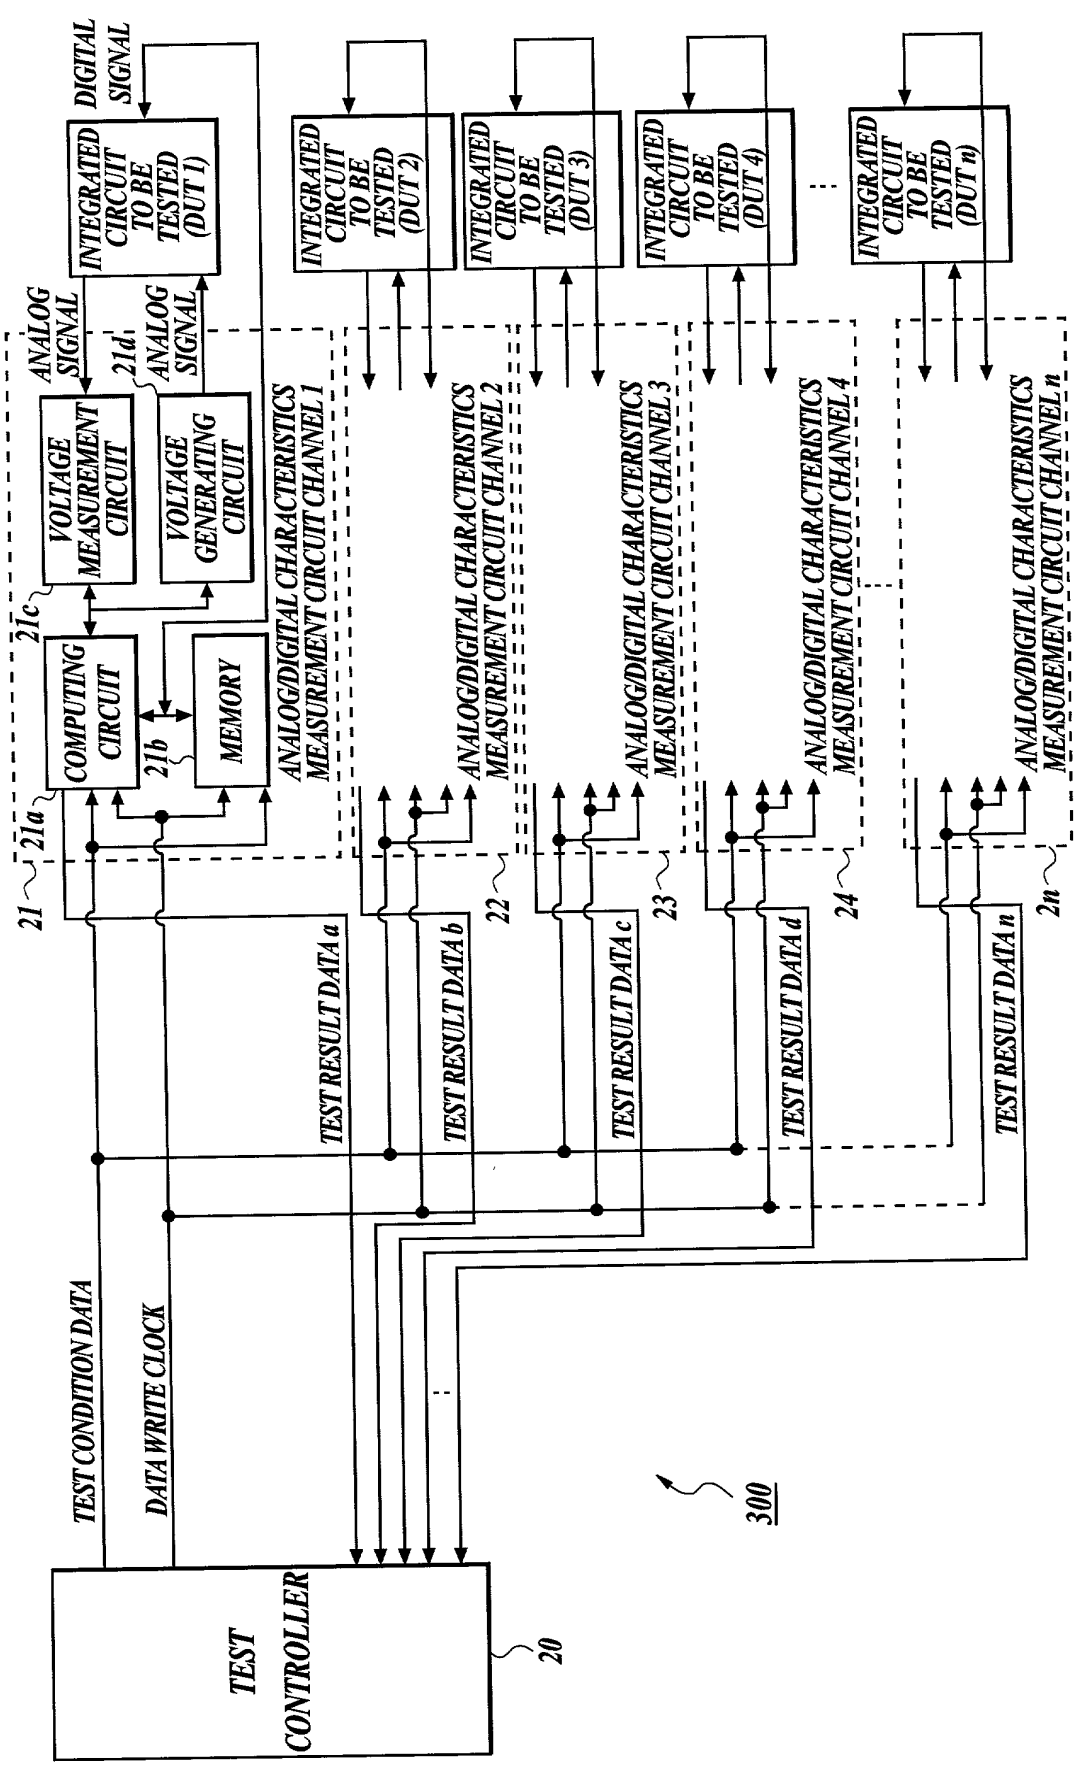 TEST
CONTROLLER
20
300
TEST CONDITION DATA
DATA WRITE CLOCK
TEST RESULT DATA a
TEST RESULT DATA b
TEST RESULT DATA c
TEST RESULT DATA d
TEST RESULT DATA n
21
21a
COMPUTING
CIRCUIT
21b
MEMORY
21c
VOLTAGE
MEASUREMENT
CIRCUIT
21d
VOLTAGE
GENERATING
CIRCUIT
ANALOG/DIGITAL CHARACTERISTICS
MEASUREMENT CIRCUIT CHANNEL 1
ANALOG
SIGNAL
ANALOG
SIGNAL
INTEGRATED
CIRCUIT
TO BE
TESTED
(DUT 1)
DIGITAL
SIGNAL
22
ANALOG/DIGITAL CHARACTERISTICS
MEASUREMENT CIRCUIT CHANNEL 2
INTEGRATED
CIRCUIT
TO BE
TESTED
(DUT 2)
23
ANALOG/DIGITAL CHARACTERISTICS
MEASUREMENT CIRCUIT CHANNEL 3
INTEGRATED
CIRCUIT
TO BE
TESTED
(DUT 3)
24
ANALOG/DIGITAL CHARACTERISTICS
MEASUREMENT CIRCUIT CHANNEL 4
INTEGRATED
CIRCUIT
TO BE
TESTED
(DUT 4)
2n
ANALOG/DIGITAL CHARACTERISTICS
MEASUREMENT CIRCUIT CHANNEL n
INTEGRATED
CIRCUIT
TO BE
TESTED
(DUT n)